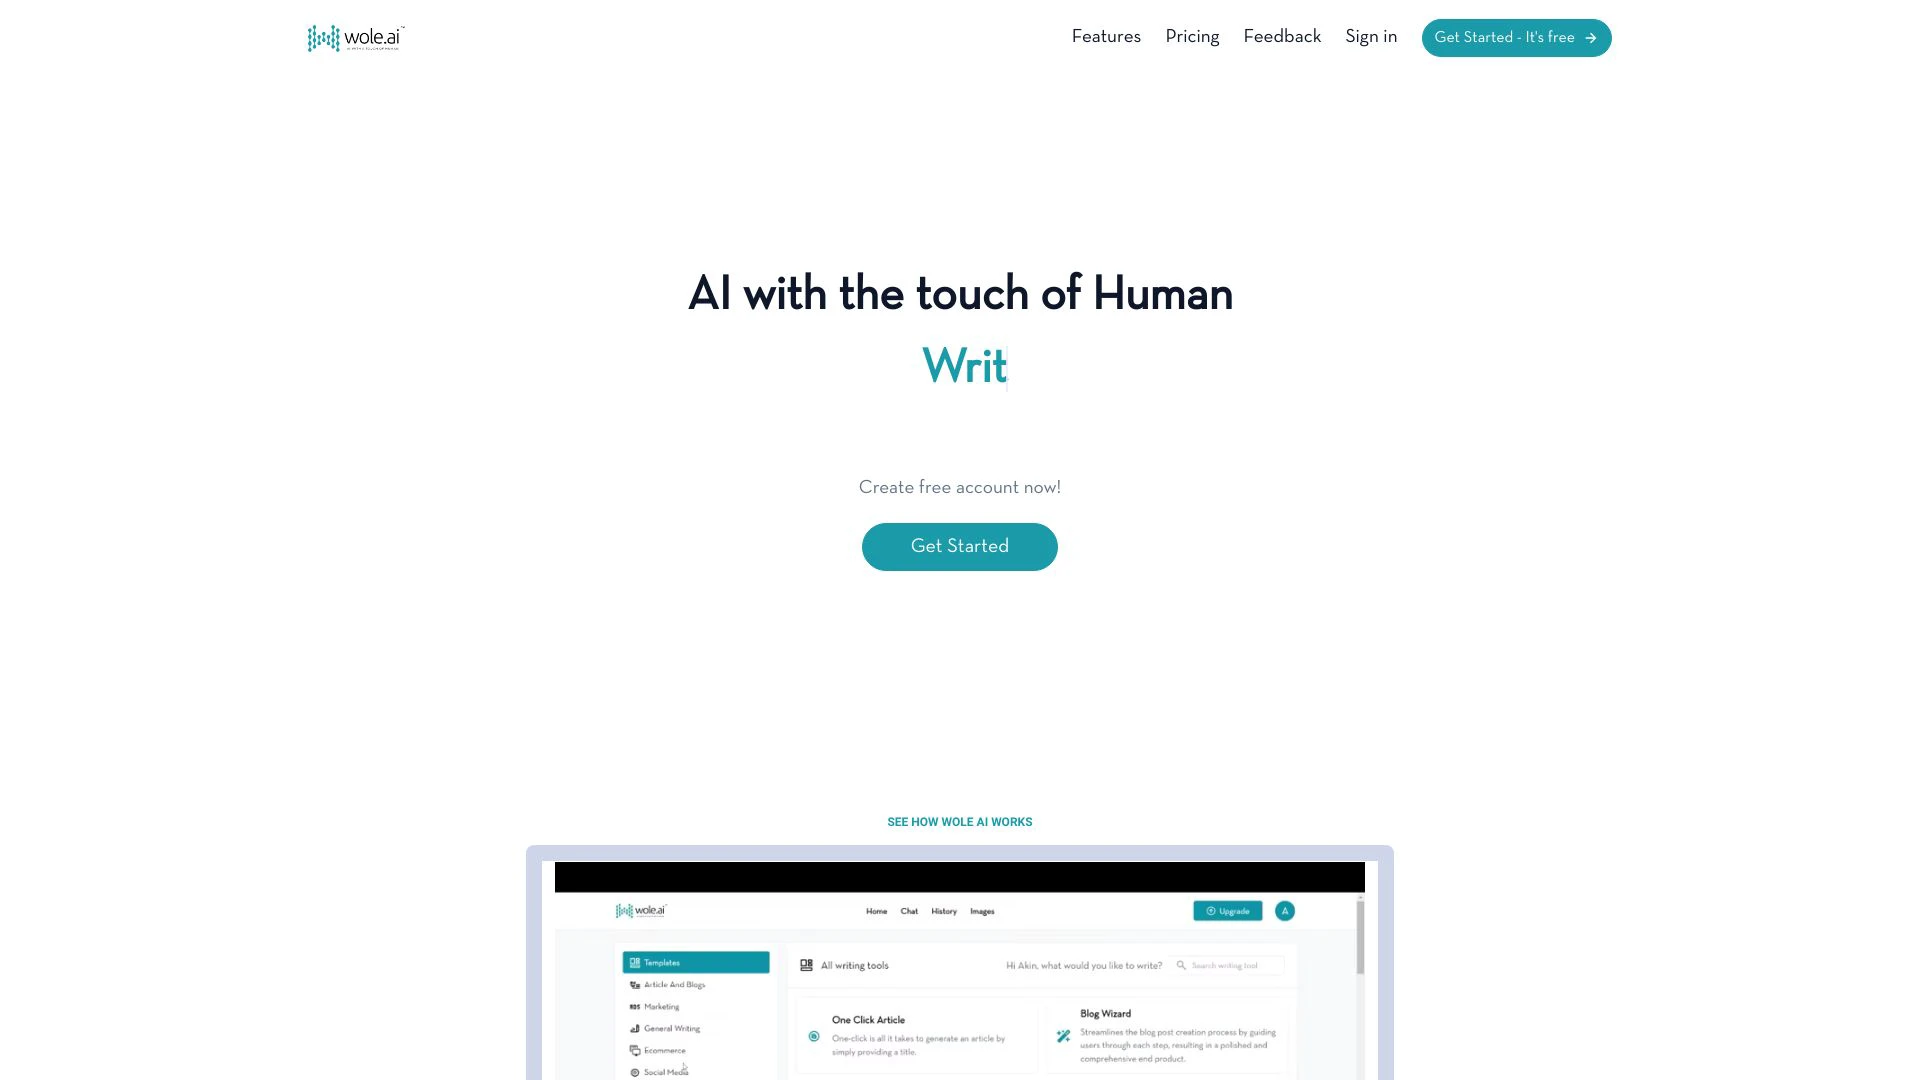 wole.ai
Features Pricing Feedback Sign in Get Started - It's free
AI with the touch of Human
Writ
Create free account now!
Get Started
SEE HOW WOLE AI WORKS
wole.ai Home Chat History Images Upgrade A
Templates
Article And Blogs
Marketing
General Writing
Ecommerce
Social Media
All writing tools Hi Akin, what would you like to write? Search writing tool
One Click Article
One-click is all it takes to generate an article by
simply providing a title.
Blog Wizard
Streamlines the blog post creation process by guiding
users through each step, resulting in a polished and
comprehensive end product.